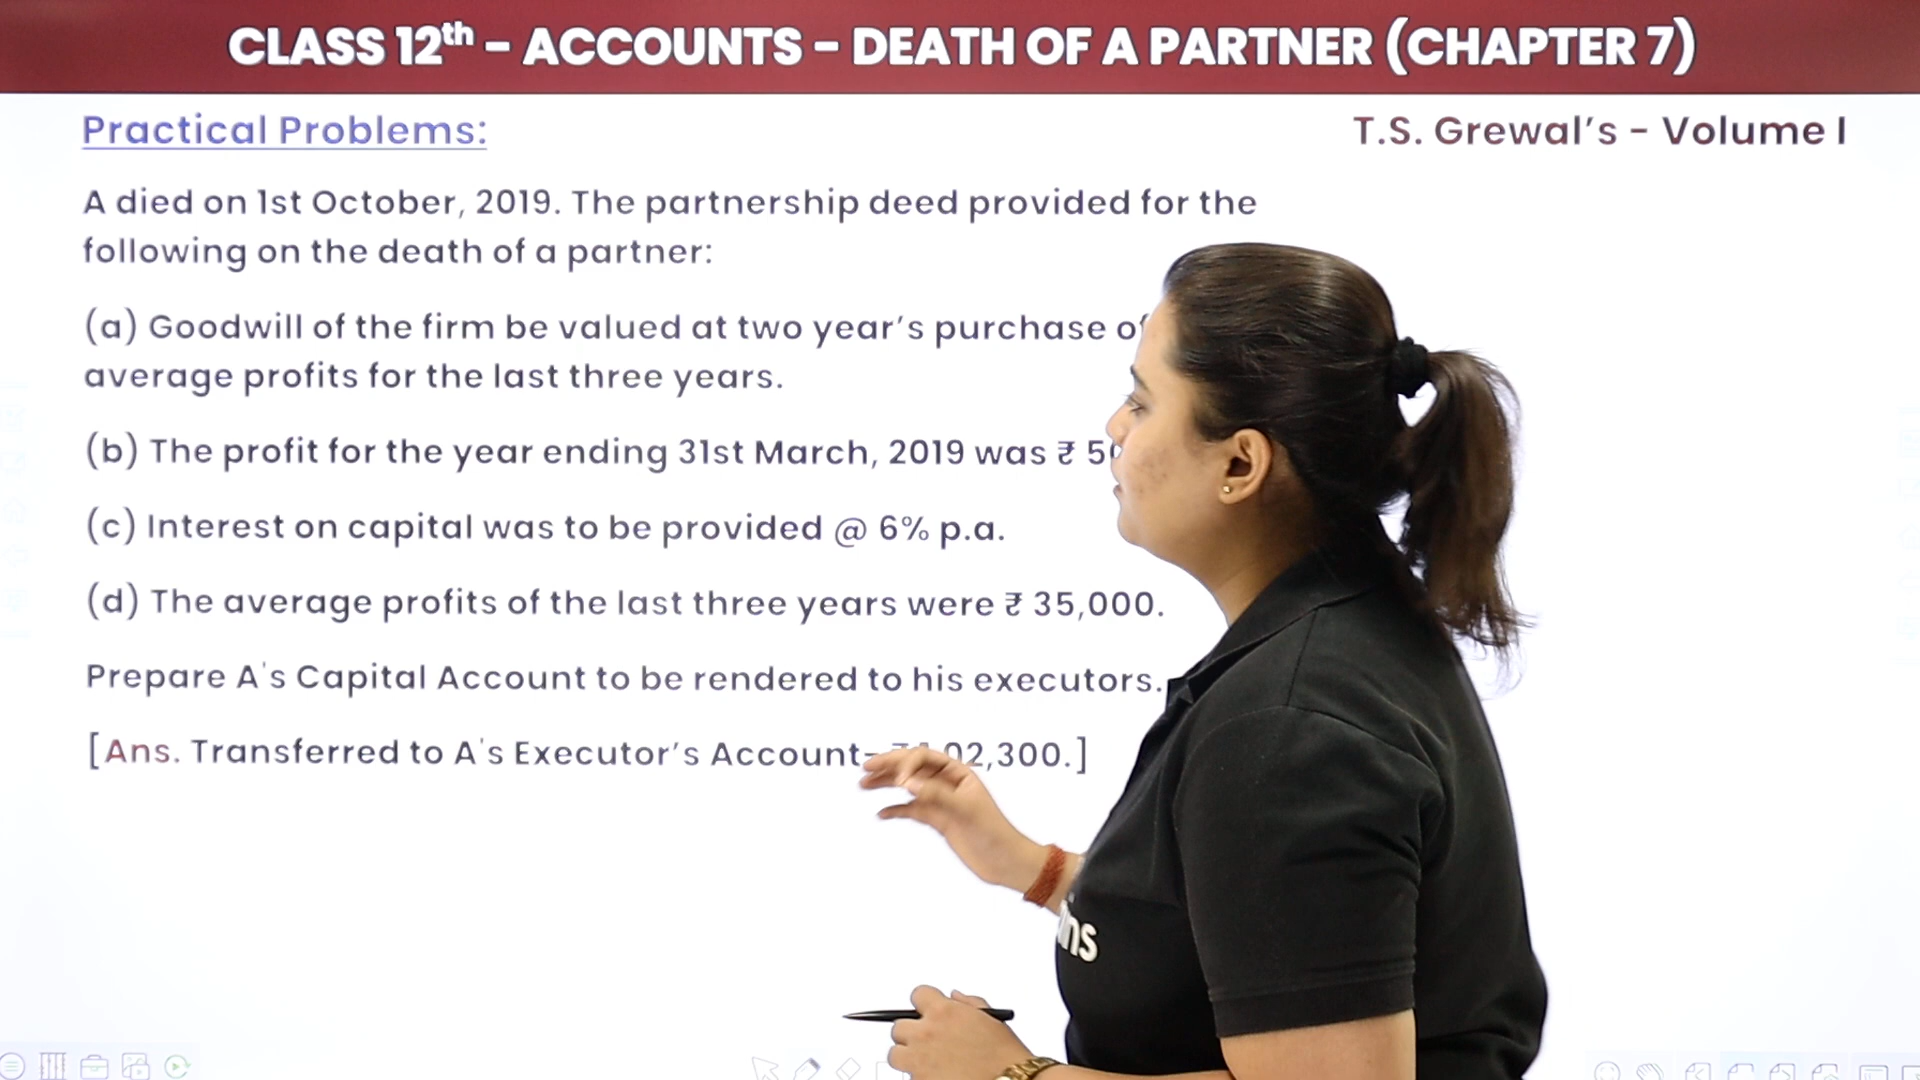 CLASS 12th – ACCOUNTS – DEATH OF A PARTNER (CHAPTER 7)
Practical Problems:
T.S. Grewal's - Volume I
A died on 1st October, 2019. The partnership deed provided for the
following on the death of a partner:
(a) Goodwill of the firm be valued at two year's purchase
average profits for the last three years.
(b) The profit for the year ending 31st March, 2019 was ₹
(c) Interest on capital was to be provided @ 6% p.a.
(d) The average profits of the last three years were ₹ 35,000.
Prepare A's Capital Account to be rendered to his executors.
[Ans. Transferred to A's Executor's Account-